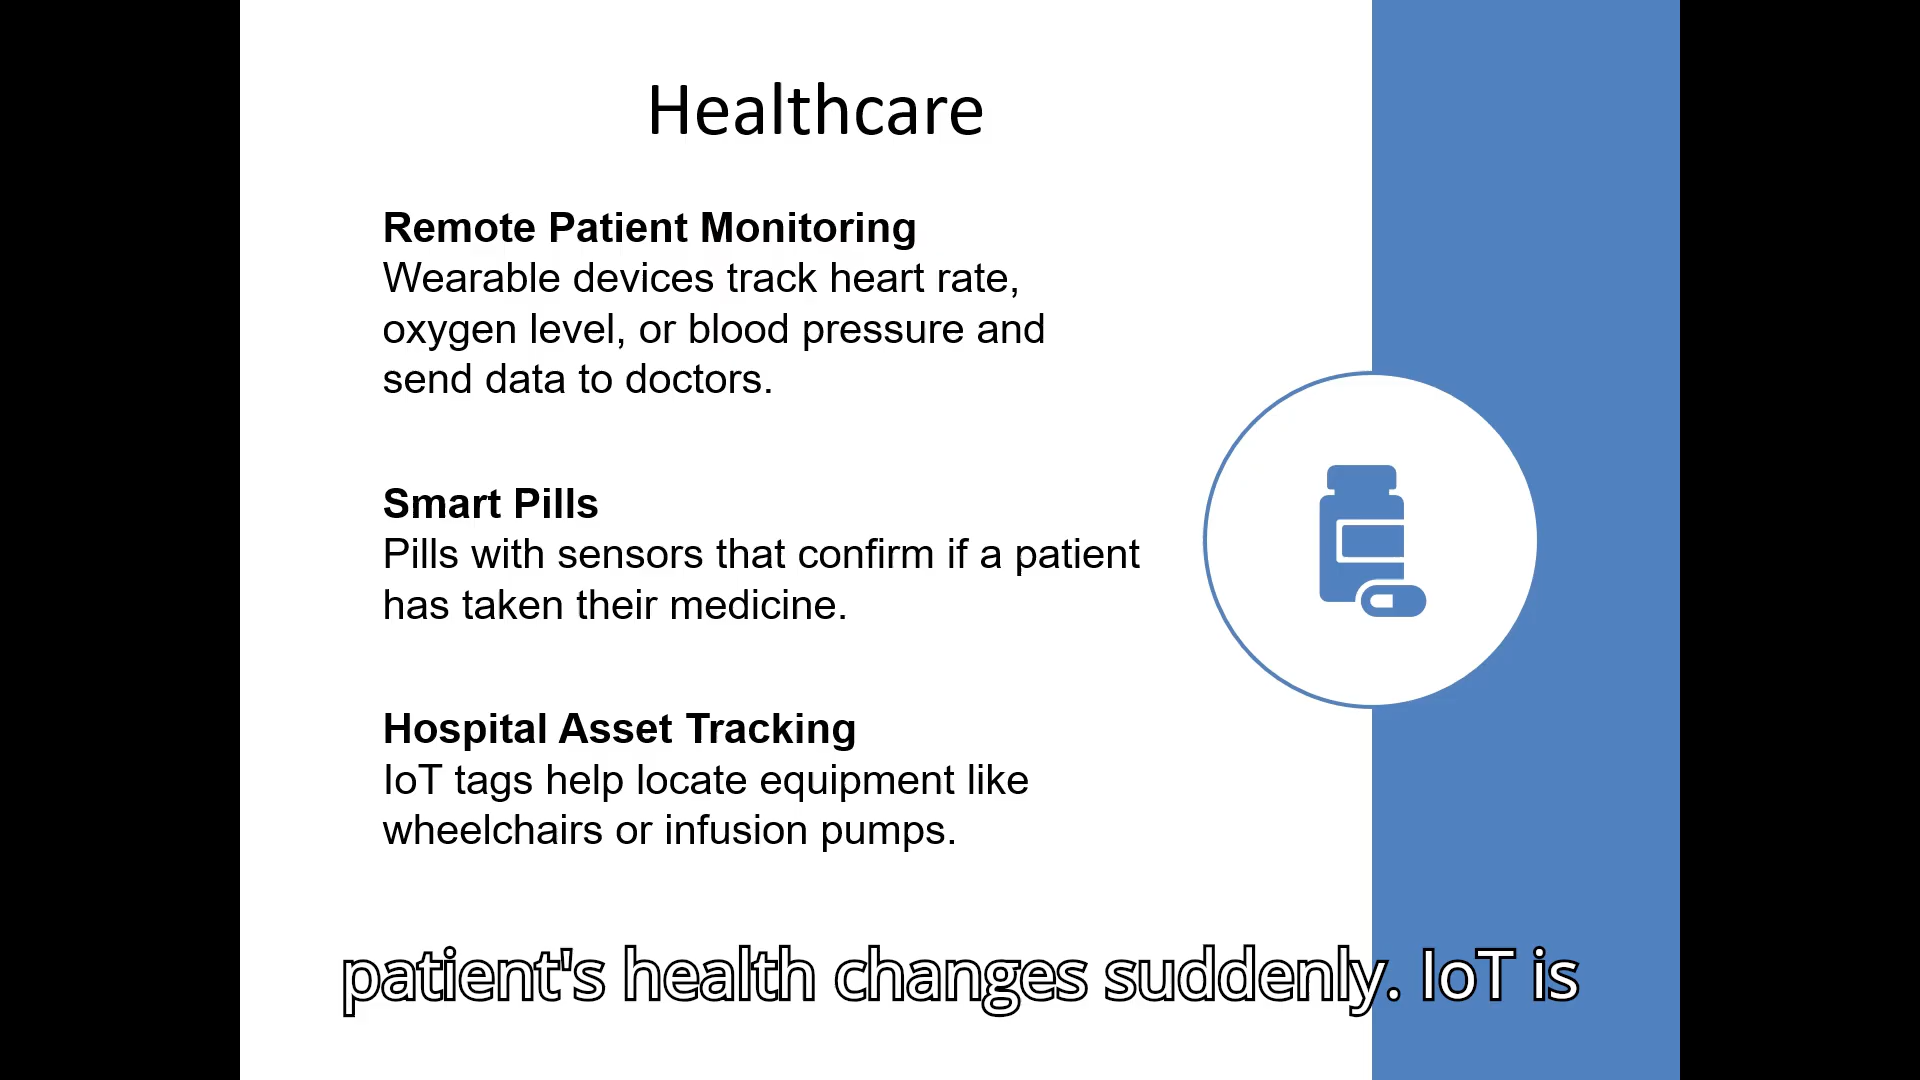 Healthcare
Remote Patient Monitoring
Wearable devices track heart rate,
oxygen level, or blood pressure and
send data to doctors.
Smart Pills
Pills with sensors that confirm if a patient
has taken their medicine.
Hospital Asset Tracking
IoT tags help locate equipment like
wheelchairs or infusion pumps.
patient's health changes suddenly. IoT is